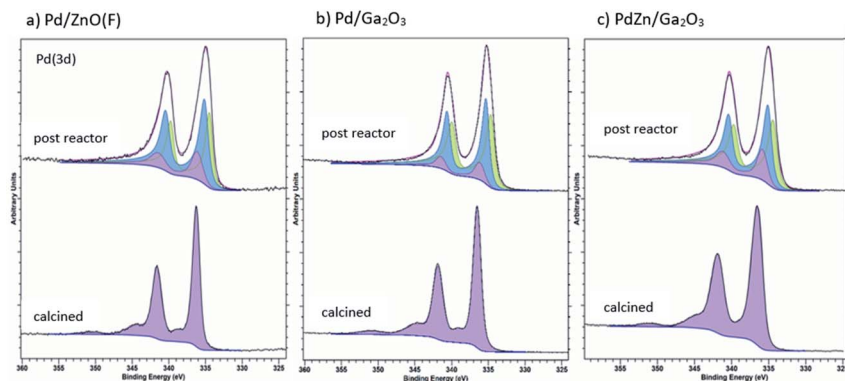 a) Pd/ZnO(F)
b) Pd/Ga₂O₃
c) PdZn/Ga₂O₃
Pd(3d)
post reactor
post reactor
post reactor
calcined
calcined
calcined
Arbitrary Units
Arbitrary Units
Arbitrary Units
360 355 350 345 340 335 330 325
360 355 350 345 340 335 330 325
360 355 350 345 340 335 330 325
Binding Energy (eV)
Binding Energy (eV)
Binding Energy (eV)